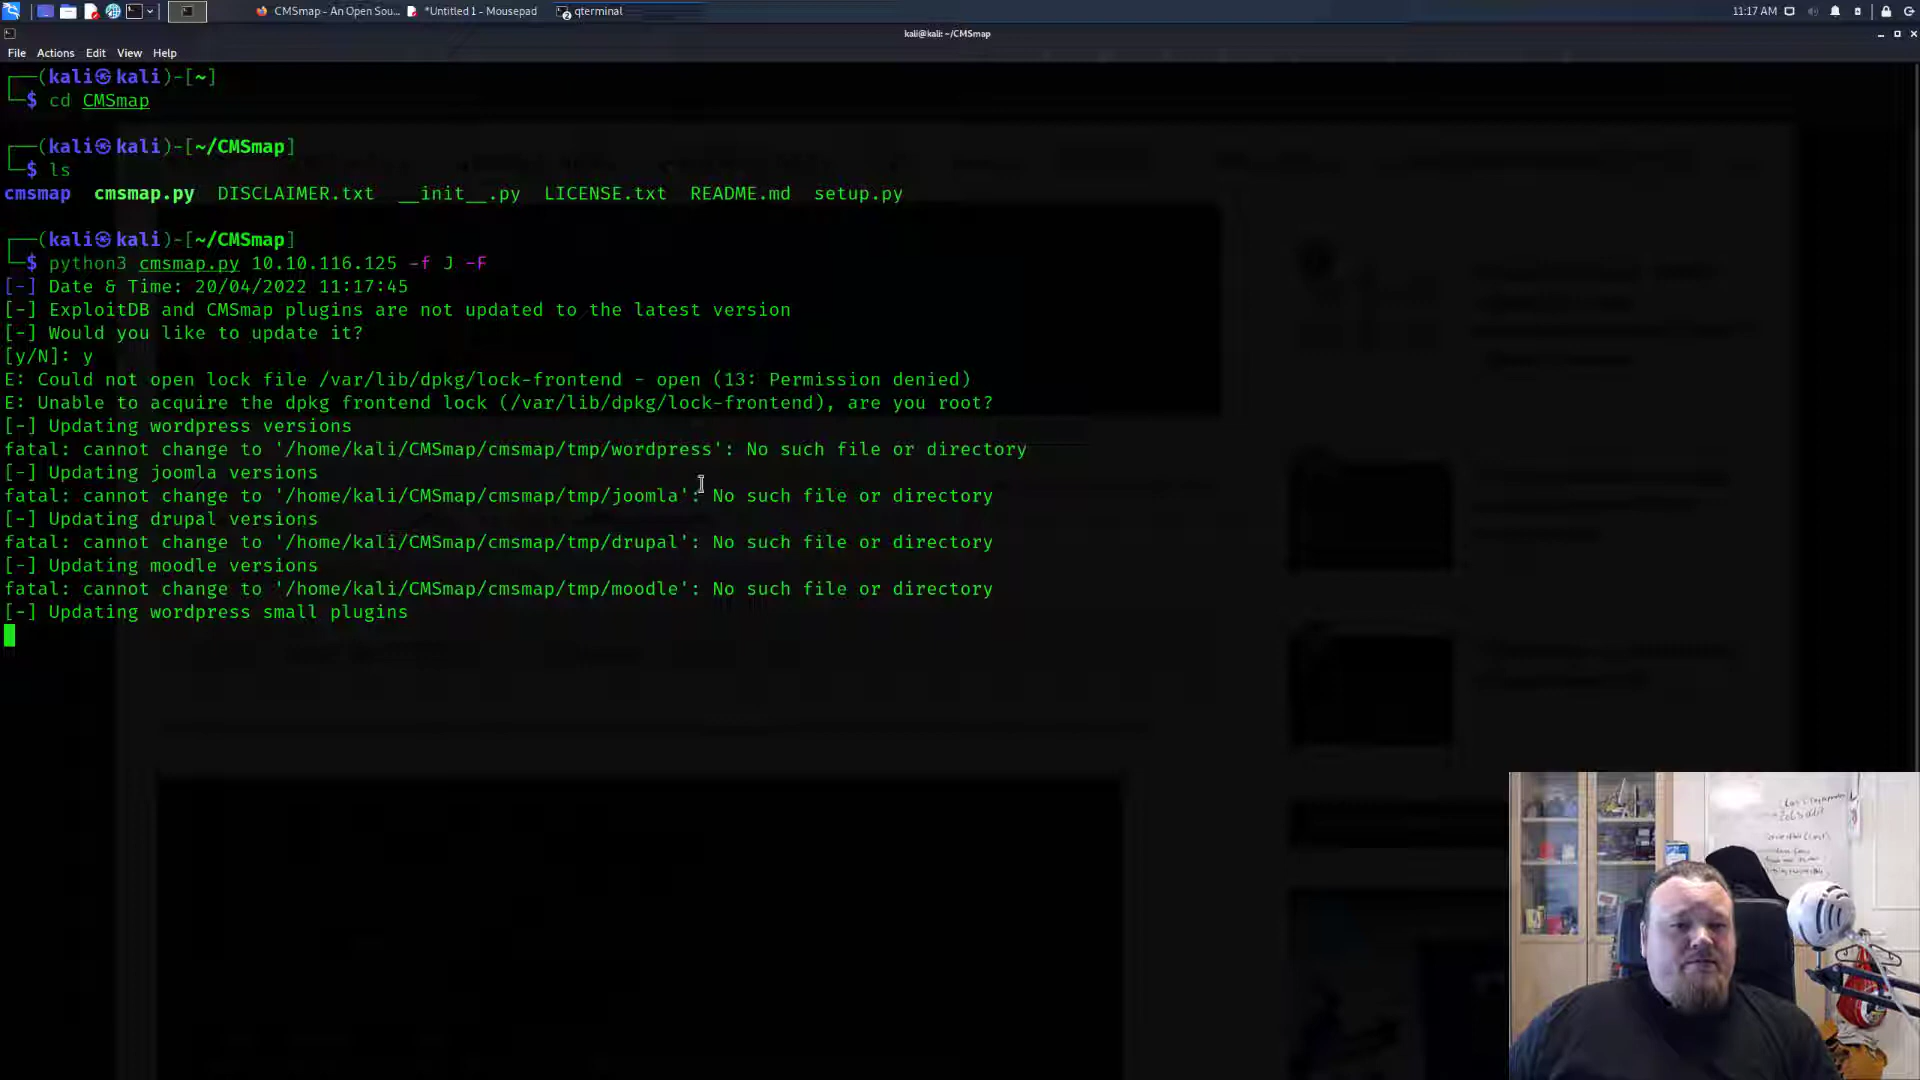 CMSmap - An Open Sou...
*Untitled 1 - Mousepad
qterminal
11:17 AM
kali@kali: ~/CMSmap
File Actions Edit View Help
┌──(kali㉿kali)-[~]
└─$ cd CMSmap
┌──(kali㉿kali)-[~/CMSmap]
└─$ ls
cmsmap cmsmap.py DISCLAIMER.txt __init__.py LICENSE.txt README.md setup.py
┌──(kali㉿kali)-[~/CMSmap]
└─$ python3 cmsmap.py 10.10.116.125 -f J -F
[-] Date & Time: 20/04/2022 11:17:45
[-] ExploitDB and CMSmap plugins are not updated to the latest version
[-] Would you like to update it?
[y/N]: y
E: Could not open lock file /var/lib/dpkg/lock-frontend - open (13: Permission denied)
E: Unable to acquire the dpkg frontend lock (/var/lib/dpkg/lock-frontend), are you root?
[-] Updating wordpress versions
fatal: cannot change to '/home/kali/CMSmap/cmsmap/tmp/wordpress': No such file or directory
[-] Updating joomla versions
fatal: cannot change to '/home/kali/CMSmap/cmsmap/tmp/joomla': No such file or directory
[-] Updating drupal versions
fatal: cannot change to '/home/kali/CMSmap/cmsmap/tmp/drupal': No such file or directory
[-] Updating moodle versions
fatal: cannot change to '/home/kali/CMSmap/cmsmap/tmp/moodle': No such file or directory
[-] Updating wordpress small plugins